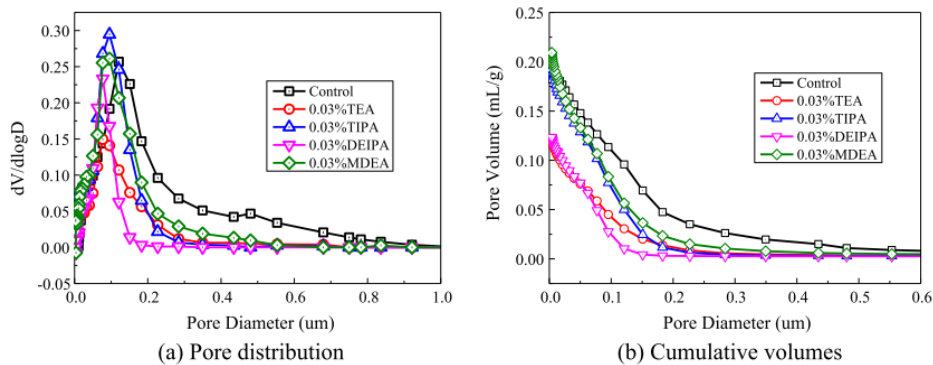 0.30
0.25
0.20
0.15
0.10
0.05
0.00
-0.05
dV/dlogD
Control
0.03%TEA
0.03%TIPA
0.03%DEIPA
0.03%MDEA
0.0 0.2 0.4 0.6 0.8 1.0
Pore Diameter (um)
(a) Pore distribution
0.25
0.20
0.15
0.10
0.05
0.00
Pore Volume (mL/g)
Control
0.03%TEA
0.03%TIPA
0.03%DEIPA
0.03%MDEA
0.0 0.1 0.2 0.3 0.4 0.5 0.6
Pore Diameter (um)
(b) Cumulative volumes